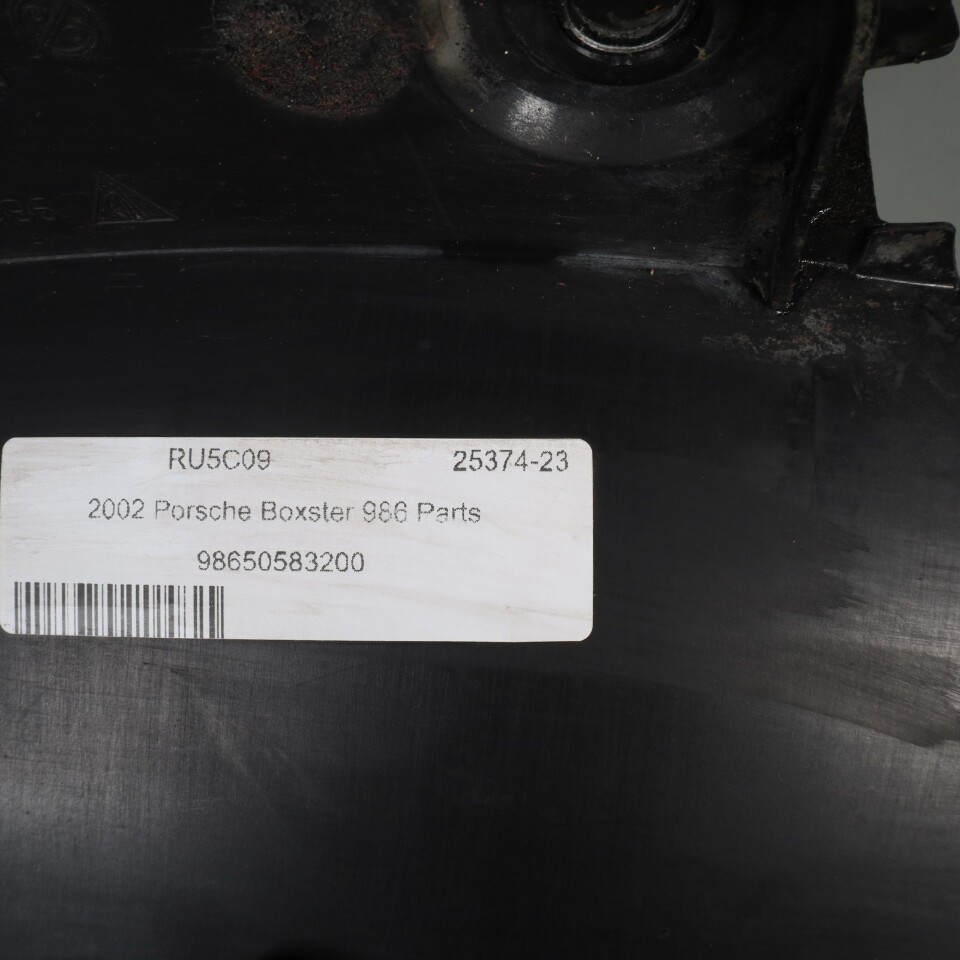 RU5C09 25374-23
2002 Porsche Boxster 986 Parts
98650583200